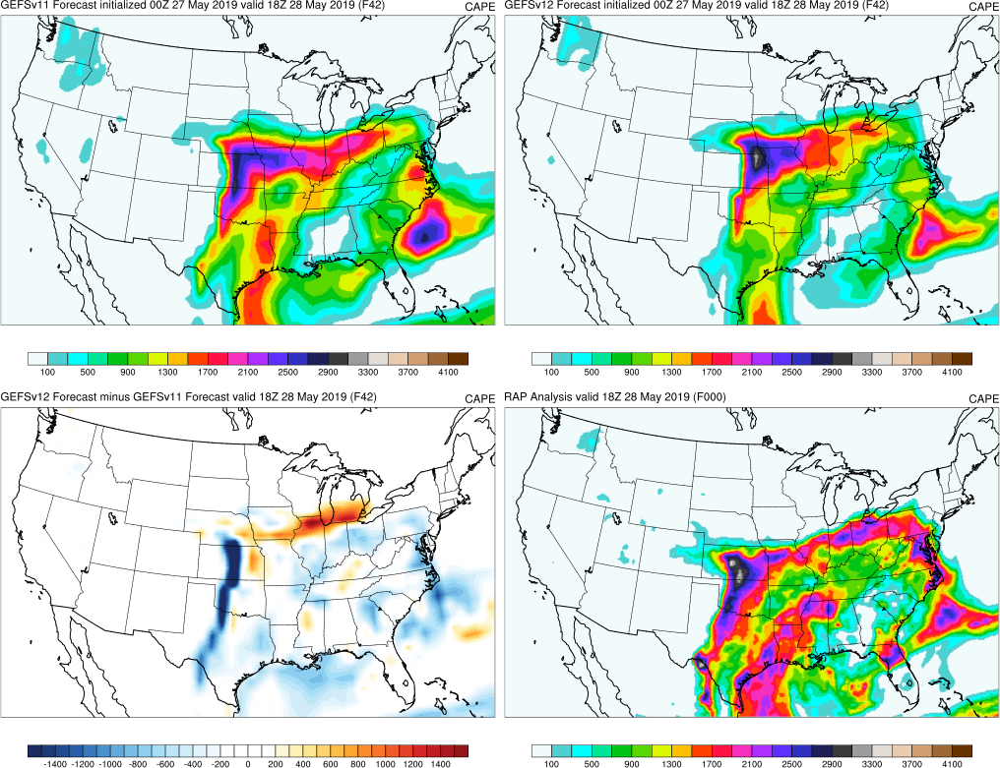 GEFSv11 Forecast initialized 00Z 27 May 2019 valid 18Z 28 May 2019 (F42) CAPE
GEFSv12 Forecast initialized 00Z 27 May 2019 valid 18Z 28 May 2019 (F42) CAPE
100 500 900 1300 1700 2100 2500 2900 3300 3700 4100
100 500 900 1300 1700 2100 2500 2900 3300 3700 4100
GEFSv12 Forecast minus GEFSv11 Forecast valid 18Z 28 May 2019 (F42) CAPE
RAP Analysis valid 18Z 28 May 2019 (F000) CAPE
-1400 -1200 -1000 -800 -600 -400 -200 0 200 400 600 800 1000 1200 1400
100 500 900 1300 1700 2100 2500 2900 3300 3700 4100